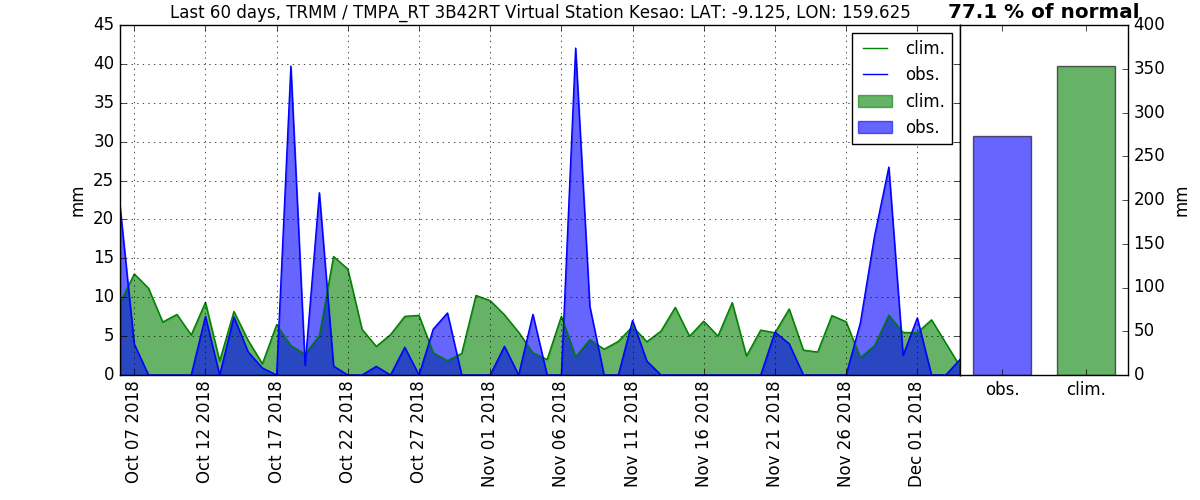 Last 60 days, TRMM / TMPA_RT 3B42RT Virtual Station Kesao: LAT: -9.125, LON: 159.625
77.1 % of normal
45
40
35
30
25
20
15
10
5
0
mm
clim.
obs.
clim.
obs.
400
350
300
250
200
150
100
50
0
mm
obs.
clim.
Oct 07 2018
Oct 12 2018
Oct 17 2018
Oct 22 2018
Oct 27 2018
Nov 01 2018
Nov 06 2018
Nov 11 2018
Nov 16 2018
Nov 21 2018
Nov 26 2018
Dec 01 2018